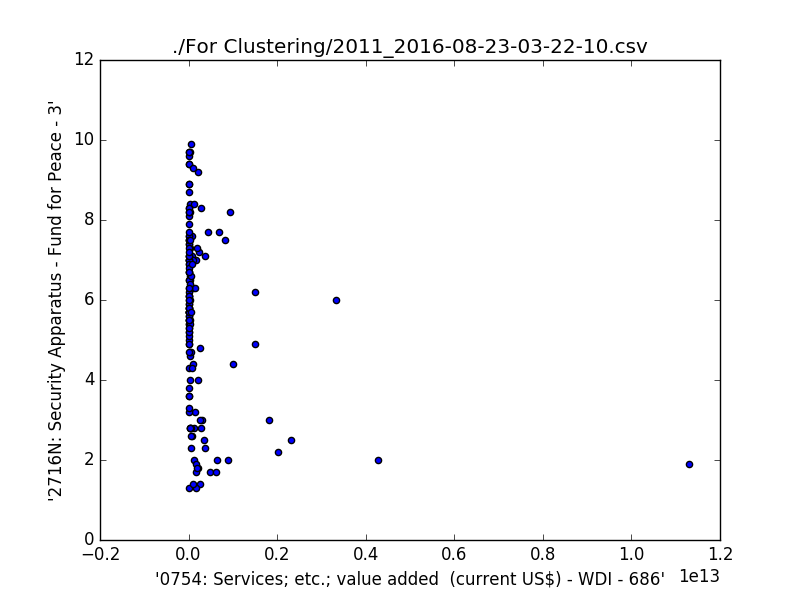 ./For Clustering/2011_2016-08-23-03-22-10.csv
12
10
8
6
4
2
0
'2716N: Security Apparatus - Fund for Peace - 3'
−0.2 0.0 0.2 0.4 0.6 0.8 1.0 1.2
1e13
'0754: Services; etc.; value added  (current US$) - WDI - 686'